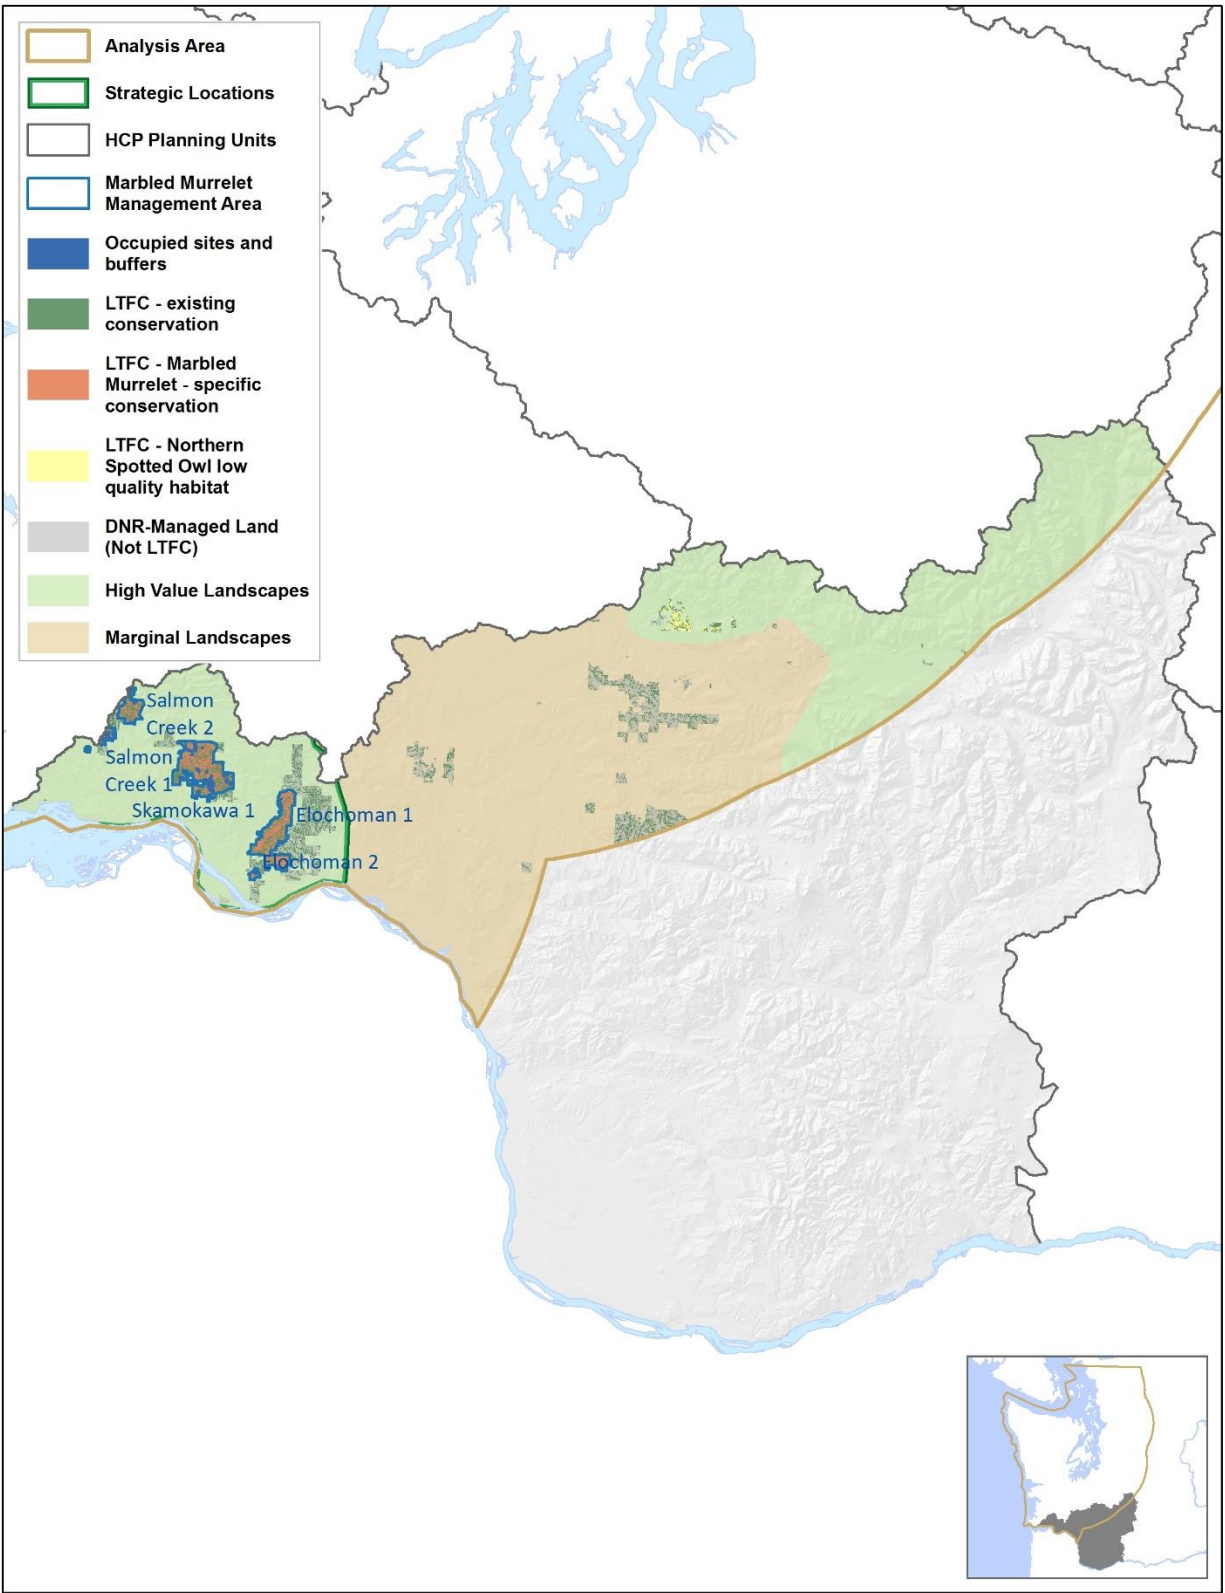 Analysis Area
Strategic Locations
HCP Planning Units
Marbled Murrelet
Management Area
Occupied sites and
buffers
LTFC - existing
conservation
LTFC - Marbled
Murrelet - specific
conservation
LTFC - Northern
Spotted Owl low
quality habitat
DNR-Managed Land
(Not LTFC)
High Value Landscapes
Marginal Landscapes
Salmon
Creek 2
Salmon
Creek 1
Skamokawa 1
Elochoman 1
Elochoman 2